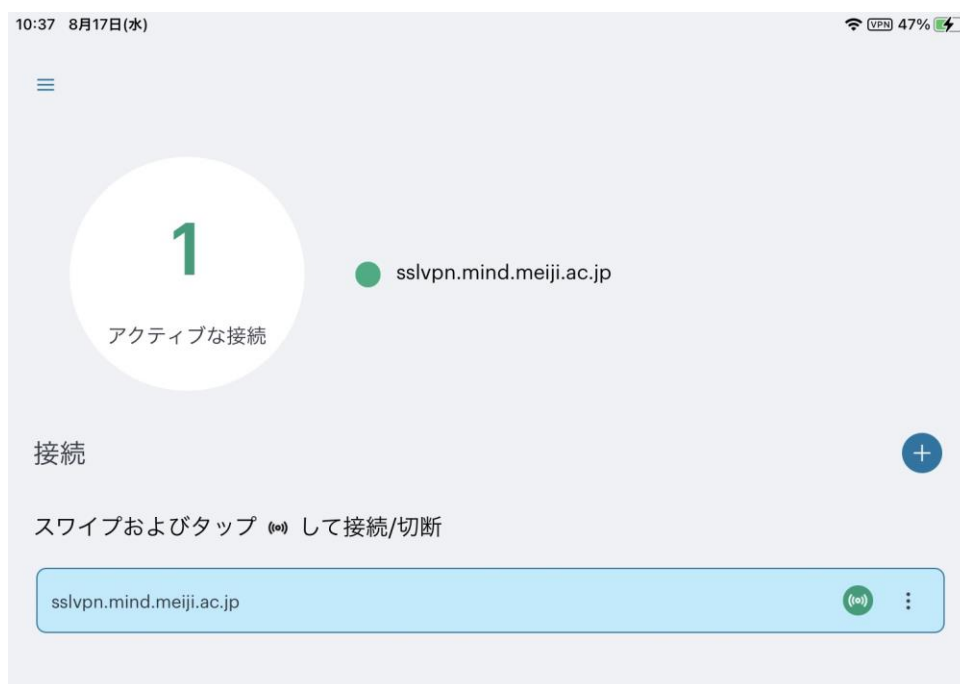 10:37 8月17日(水) VPN 47%
1
アクティブな接続
sslvpn.mind.meiji.ac.jp
接続
スワイプおよびタップ して接続/切断
sslvpn.mind.meiji.ac.jp